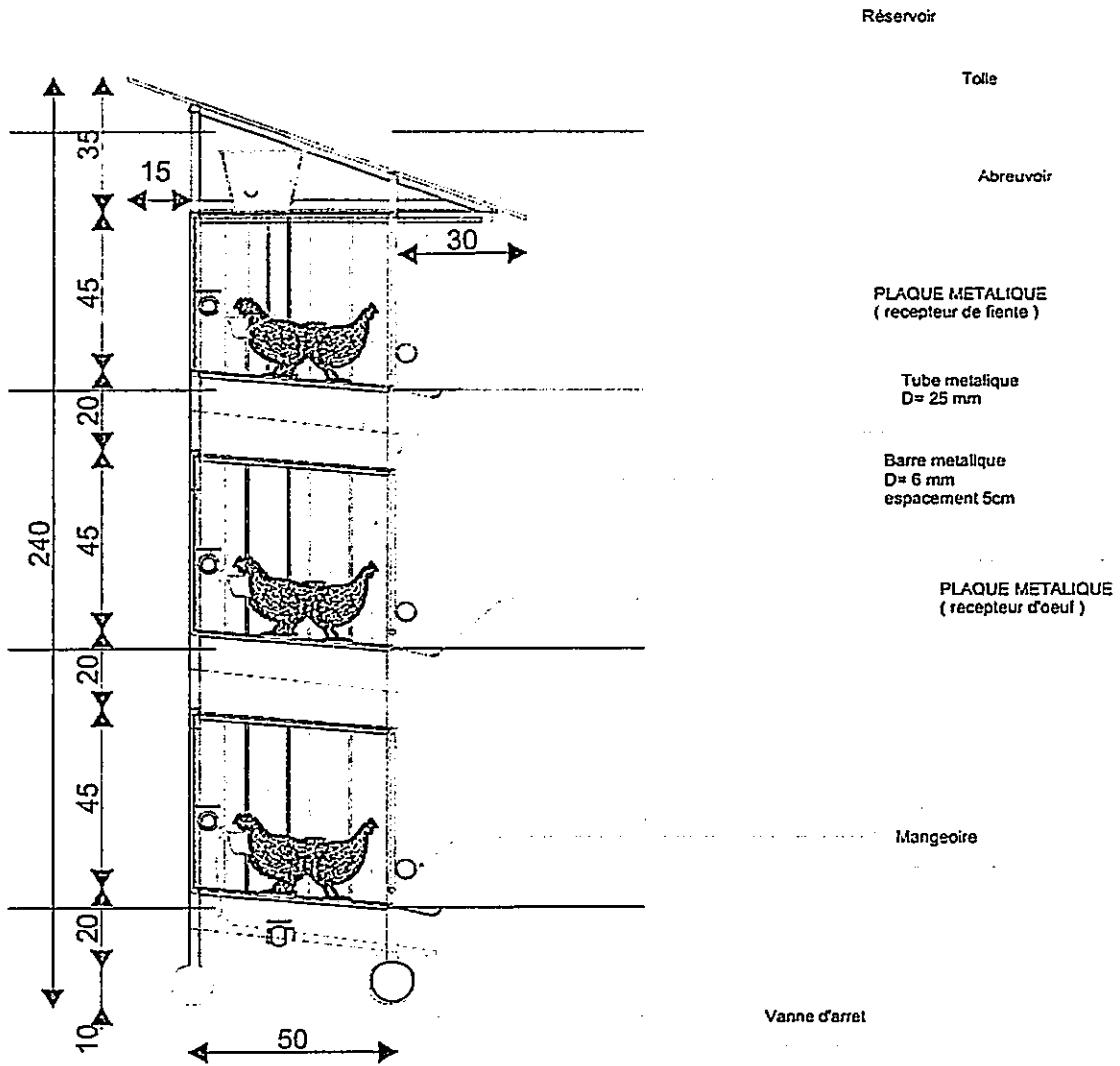 Réservoir
Tolle
35
15
Abreuvoir
30
45
PLAQUE METALIQUE
( recepteur de fiente )
Tube metalique
D= 25 mm
20
Barre metalique
D= 6 mm
espacement 5cm
240
45
PLAQUE METALIQUE
( recepteur d'oeuf )
20
45
Mangeoire
20
10
Vanne d'arret
50